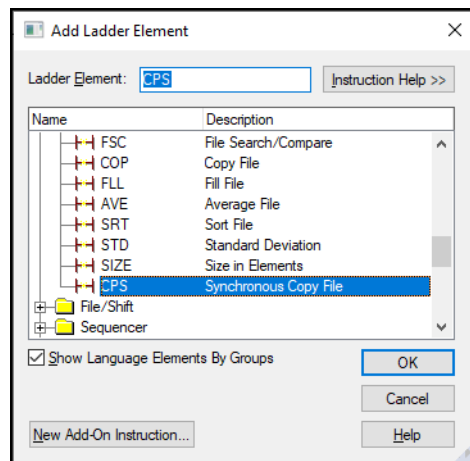 Add Ladder Element
Ladder Element: CPS Instruction Help >>
Name Description
FSC File Search/Compare
COP Copy File
FLL Fill File
AVE Average File
SRT Sort File
STD Standard Deviation
SIZE Size in Elements
CPS Synchronous Copy File
File/Shift
Sequencer
Show Language Elements By Groups OK
Cancel
New Add-On Instruction... Help